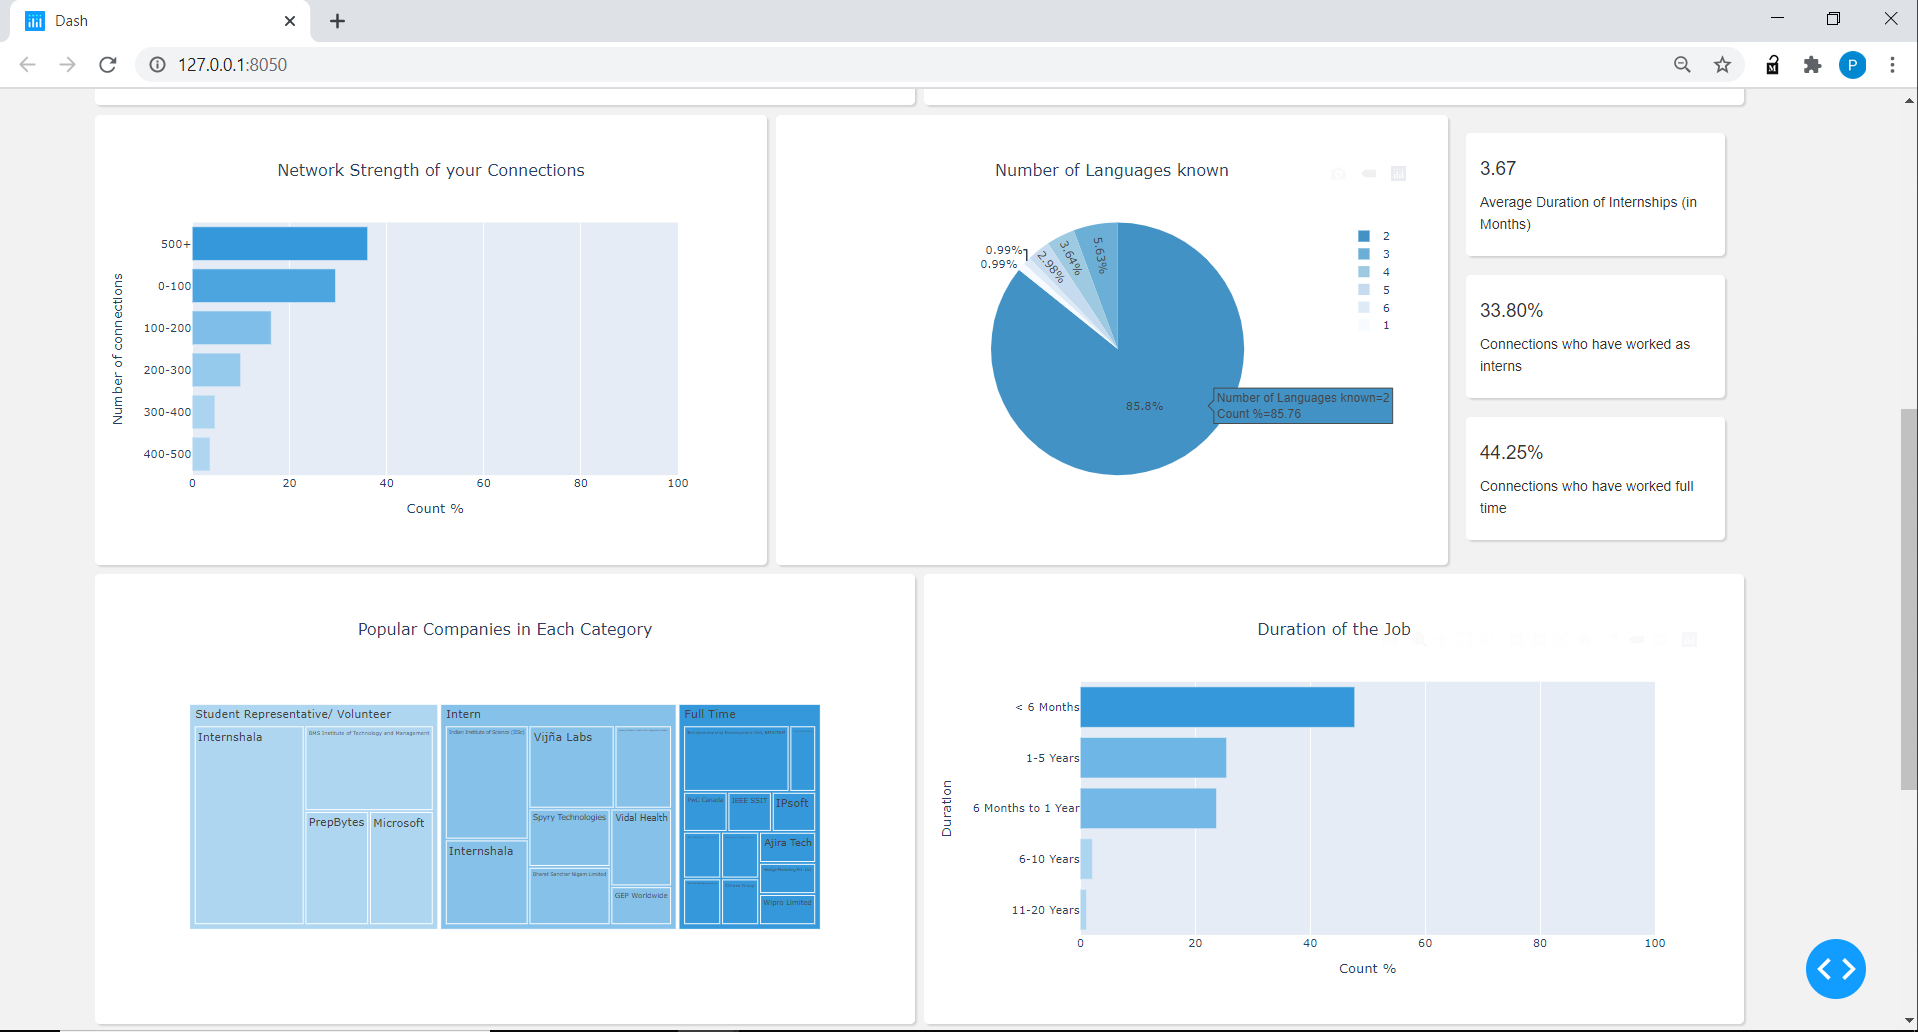 Dash
127.0.0.1:8050
P
Network Strength of your Connections
Number of connections
500+
0-100
100-200
200-300
300-400
400-500
0 20 40 60 80 100
Count %
Number of Languages known
0.99%
0.99%
2.98%
3.64%
5.63%
85.8%
Number of Languages known=2
Count %=85.76
2
3
4
5
6
1
3.67
Average Duration of Internships (in
Months)
33.80%
Connections who have worked as
interns
44.25%
Connections who have worked full
time
Popular Companies in Each Category
Student Representative/ Volunteer
Internshala
BMS Institute of Technology and Management
PrepBytes
Microsoft
Intern
Indian Institute of Science (IISc)
Vijña Labs
Internshala
Spyry Technologies
Vidal Health
Bharat Sanchar Nigam Limited
GEP Worldwide
Full Time
PwC Canada
IEEE SSIT
IPsoft
Ajira Tech
Wipro Limited
Duration of the Job
Duration
< 6 Months
1-5 Years
6 Months to 1 Year
6-10 Years
11-20 Years
0 20 40 60 80 100
Count %